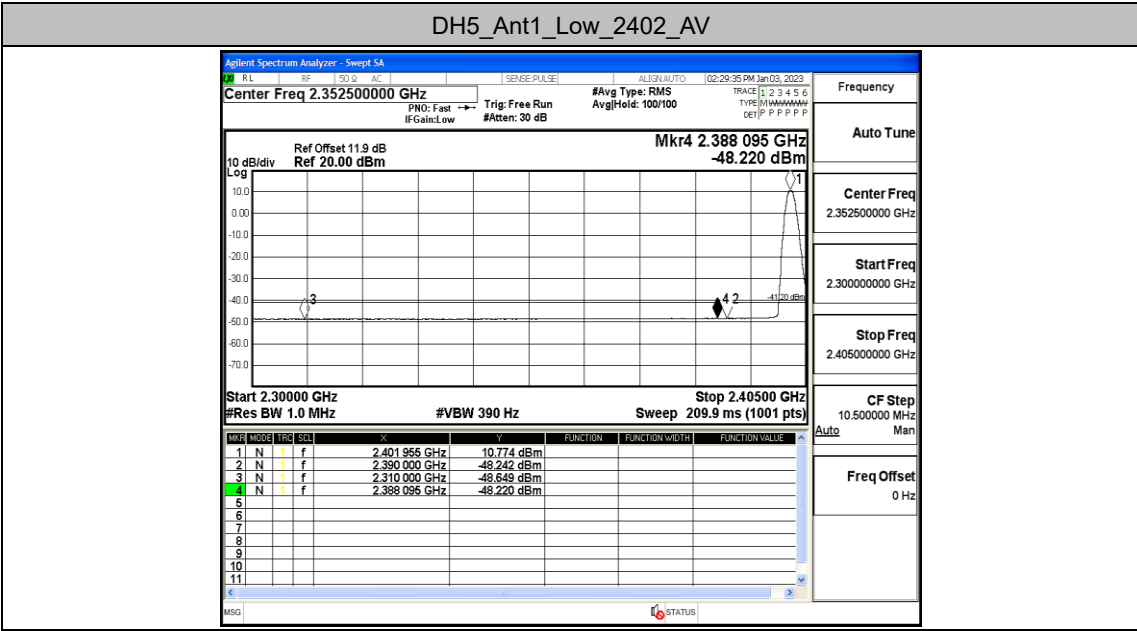 DH5_Ant1_Low_2402_AV
Agilent Spectrum Analyzer - Swept SA
LXI RL RF 50 Ω AC SENSE:PULSE ALIGN AUTO 02:29:35 PM Jan 03, 2023
Center Freq 2.352500000 GHz
PNO: Fast
IFGain:Low
Trig: Free Run
#Atten: 30 dB
#Avg Type: RMS
Avg|Hold: 100/100
TRACE 1 2 3 4 5 6
TYPE MWWWWW
DET P P P P P P
Mkr4 2.388 095 GHz
-48.220 dBm
Ref Offset 11.9 dB
10 dB/div Ref 20.00 dBm
Log
10.0
0.00
-10.0
-20.0
-30.0
-40.0
-50.0
-60.0
-70.0
1
3
4 2
-41.20 dBm
Start 2.30000 GHz Stop 2.40500 GHz
#Res BW 1.0 MHz #VBW 390 Hz Sweep 209.9 ms (1001 pts)
MKR MODE TRC SCL X Y FUNCTION FUNCTION WIDTH FUNCTION VALUE
1 N 1 f 2.401 955 GHz 10.774 dBm
2 N 1 f 2.390 000 GHz -48.242 dBm
3 N 1 f 2.310 000 GHz -48.649 dBm
4 N 1 f 2.388 095 GHz -48.220 dBm
5
6
7
8
9
10
11
MSG STATUS
Frequency
Auto Tune
Center Freq
2.352500000 GHz
Start Freq
2.300000000 GHz
Stop Freq
2.405000000 GHz
CF Step
10.500000 MHz
Auto Man
Freq Offset
0 Hz